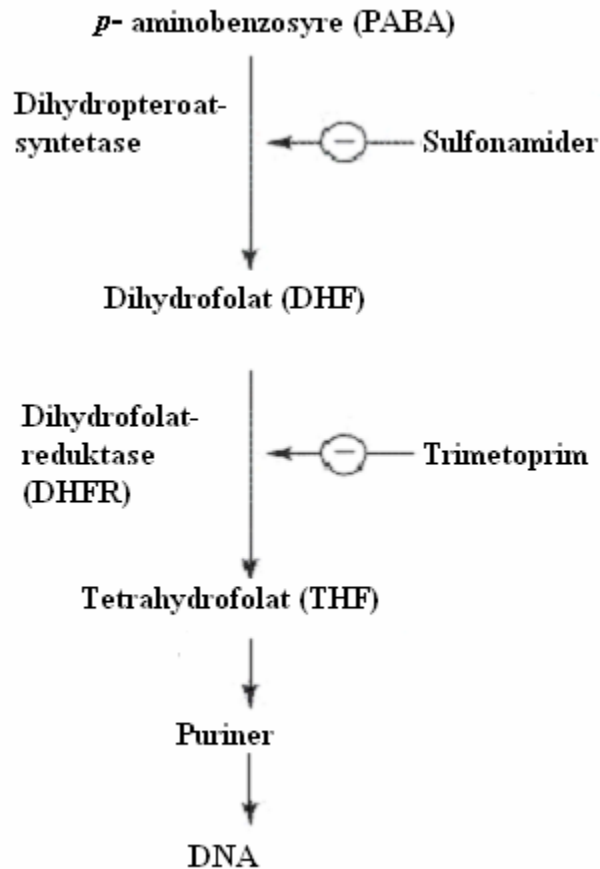 p- aminobenzosyre (PABA)
Dihydropteroat-
syntetase
−
Sulfonamider
Dihydrofolat (DHF)
Dihydrofolat-
reduktase
(DHFR)
−
Trimetoprim
Tetrahydrofolat (THF)
Puriner
DNA